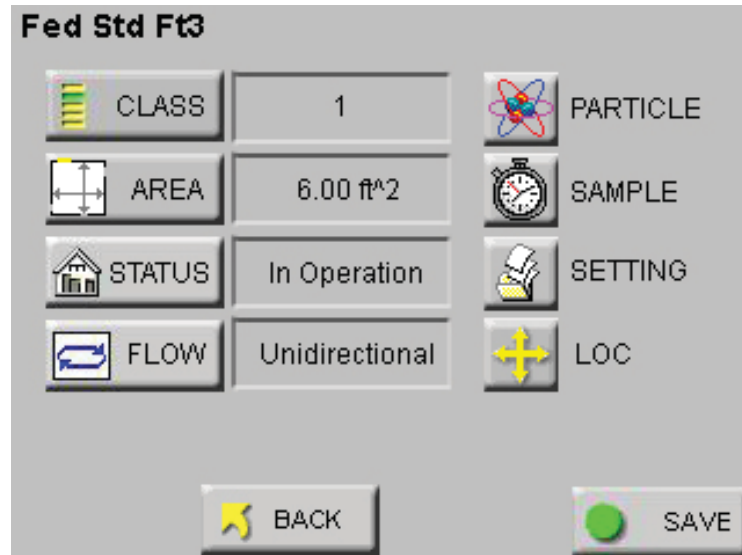 Fed Std Ft3
CLASS 1 PARTICLE
AREA 6.00 ft^2 SAMPLE
STATUS In Operation SETTING
FLOW Unidirectional LOC
BACK SAVE